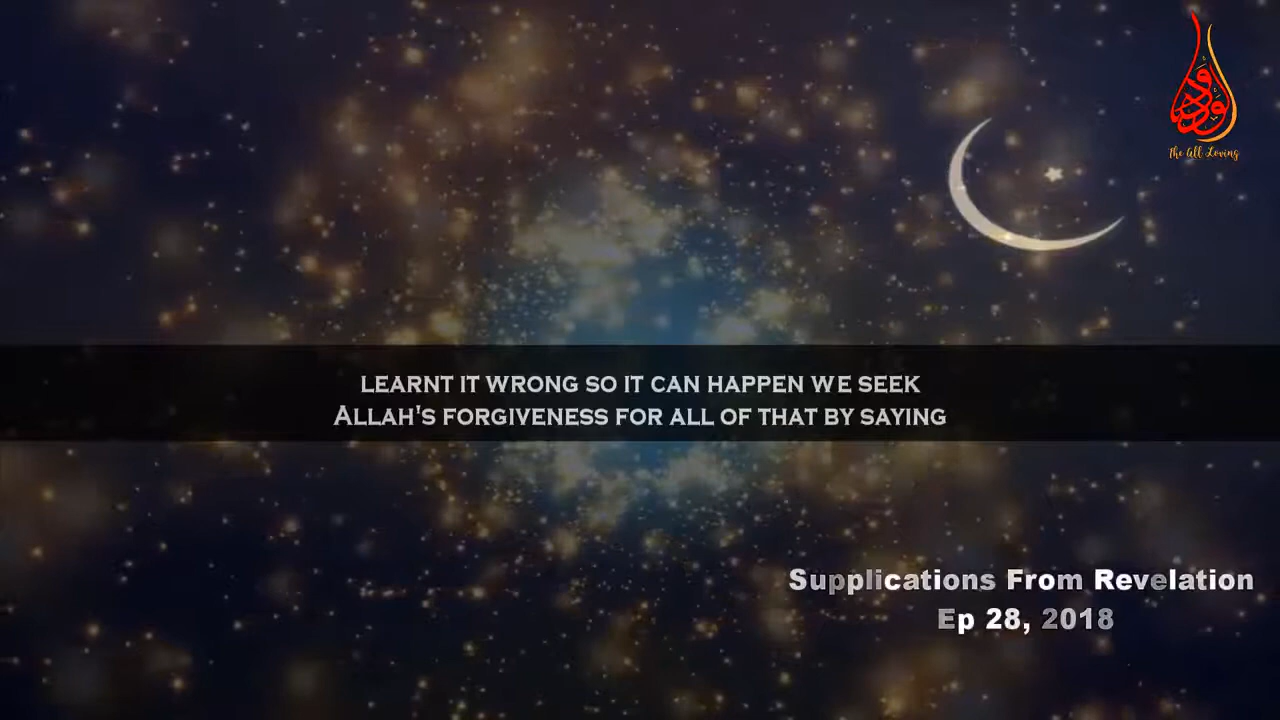 الودود
The All Loving
LEARNT IT WRONG SO IT CAN HAPPEN WE SEEK
ALLAH'S FORGIVENESS FOR ALL OF THAT BY SAYING
Supplications From Revelation
Ep 28, 2018